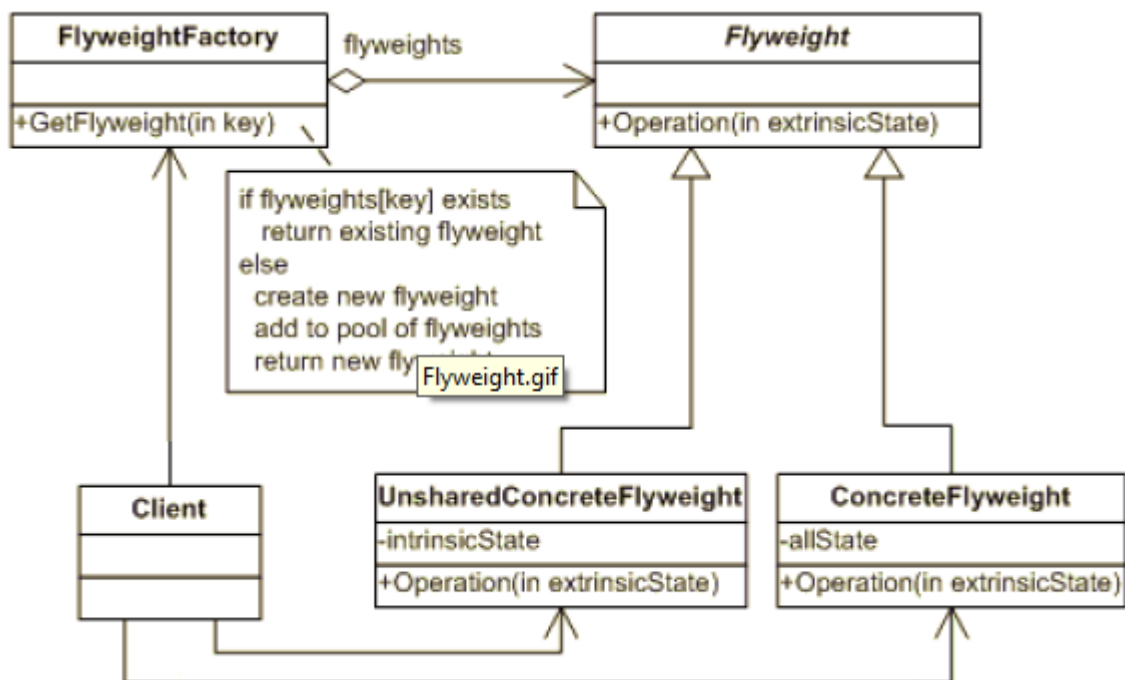 FlyweightFactory
flyweights
Flyweight
+GetFlyweight(in key)
+Operation(in extrinsicState)
if flyweights[key] exists
return existing flyweight
else
create new flyweight
add to pool of flyweights
return new
Flyweight.gif
Client
UnsharedConcreteFlyweight
-intrinsicState
+Operation(in extrinsicState)
ConcreteFlyweight
-allState
+Operation(in extrinsicState)